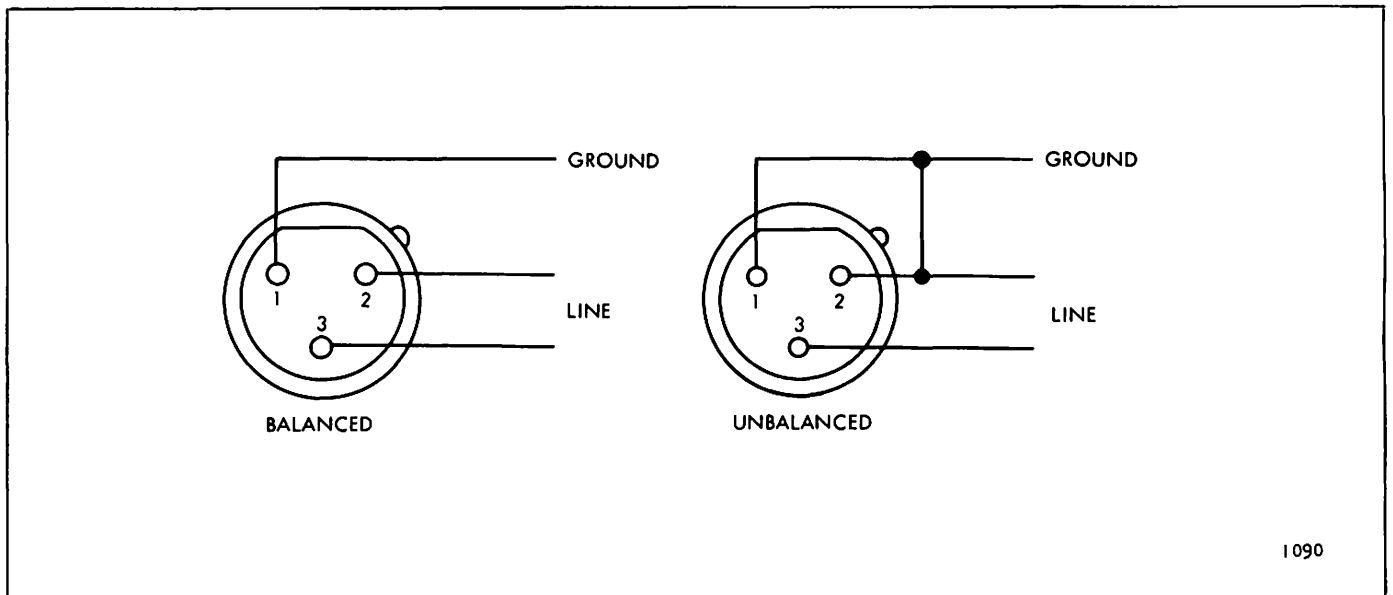 GROUND
1
2
3
LINE
BALANCED
GROUND
1
2
3
LINE
UNBALANCED
1090